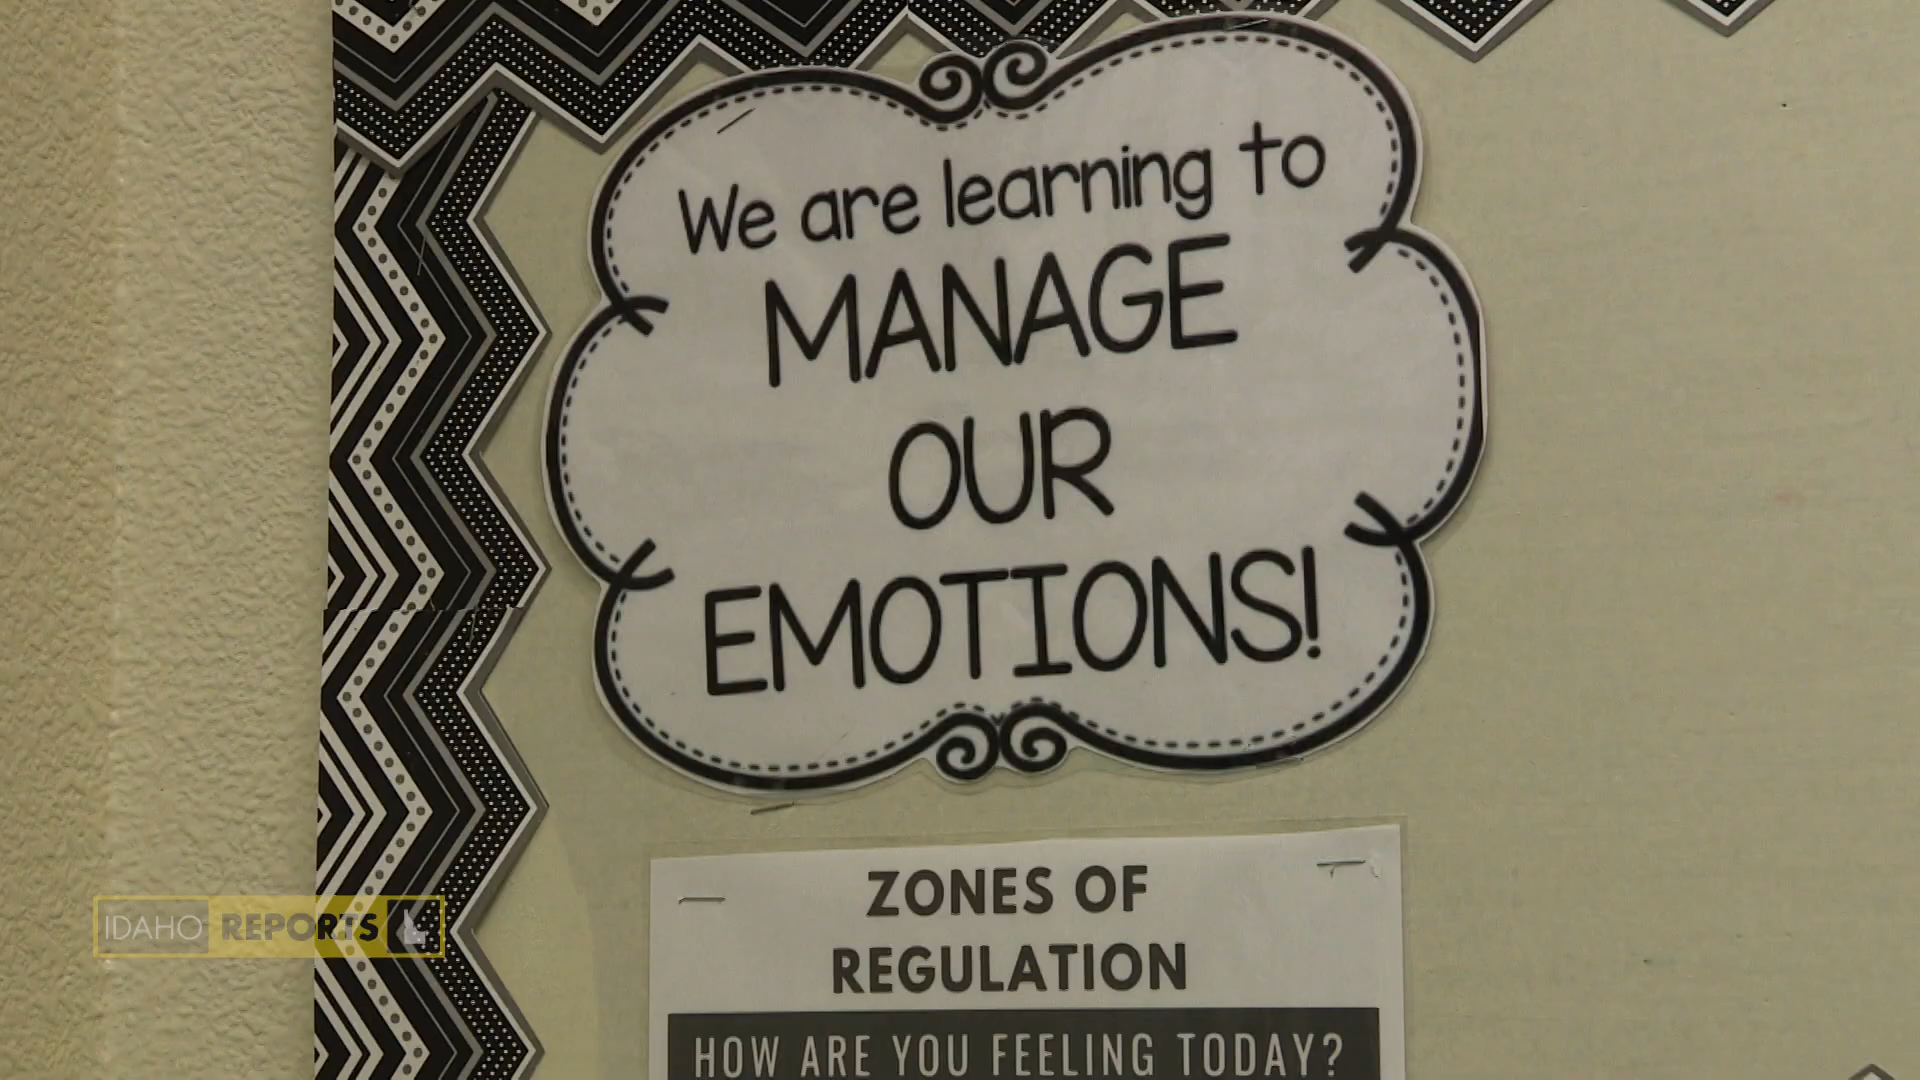 We are learning to
MANAGE
OUR
EMOTIONS!
ZONES OF
REGULATION
HOW ARE YOU FEELING TODAY?
IDAHO REPORTS